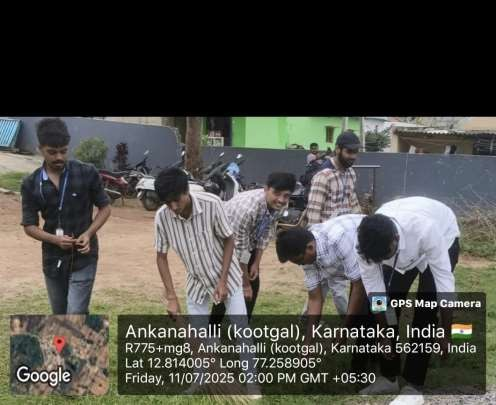 GPS Map Camera
Ankanahalli (kootgal), Karnataka, India 🇮🇳
R775+mg8, Ankanahalli (kootgal), Karnataka 562159, India
Lat 12.814005° Long 77.258905°
Friday, 11/07/2025 02:00 PM GMT +05:30
Google